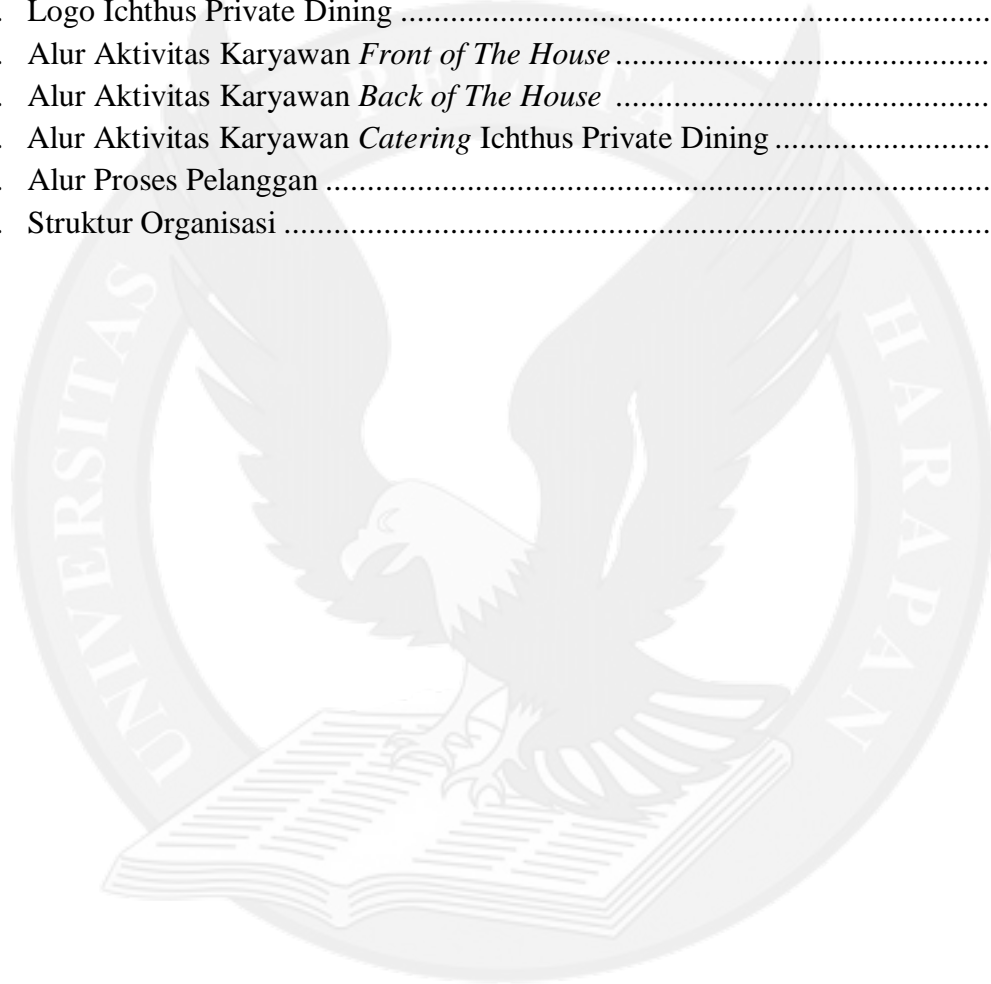 . Logo Ichthus Private Dining ....................................................................
. Alur Aktivitas Karyawan Front of The House ...........................................
. Alur Aktivitas Karyawan Back of The House ...........................................
. Alur Aktivitas Karyawan Catering Ichthus Private Dining ........................
. Alur Proses Pelanggan .............................................................................
. Struktur Organisasi ..................................................................................
UNIVERSITAS PELITA HARAPAN